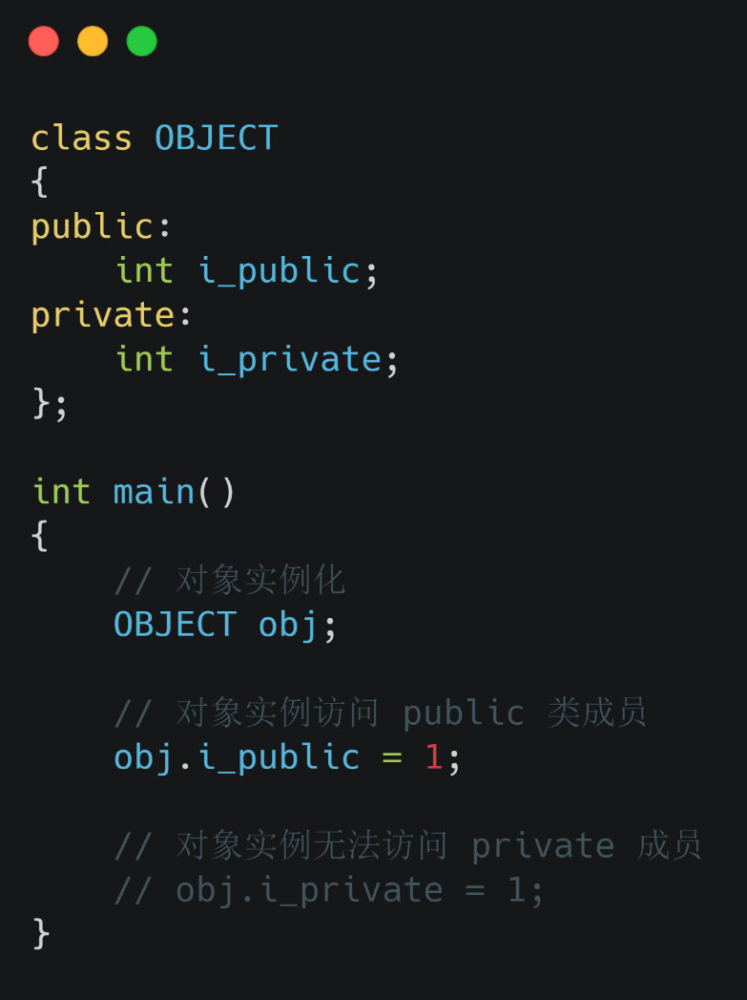 class OBJECT
{
public:
    int i_public;
private:
    int i_private;
};

int main()
{
    // 对象实例化
    OBJECT obj;

    // 对象实例访问 public 类成员
    obj.i_public = 1;

    // 对象实例无法访问 private 成员
    // obj.i_private = 1;
}